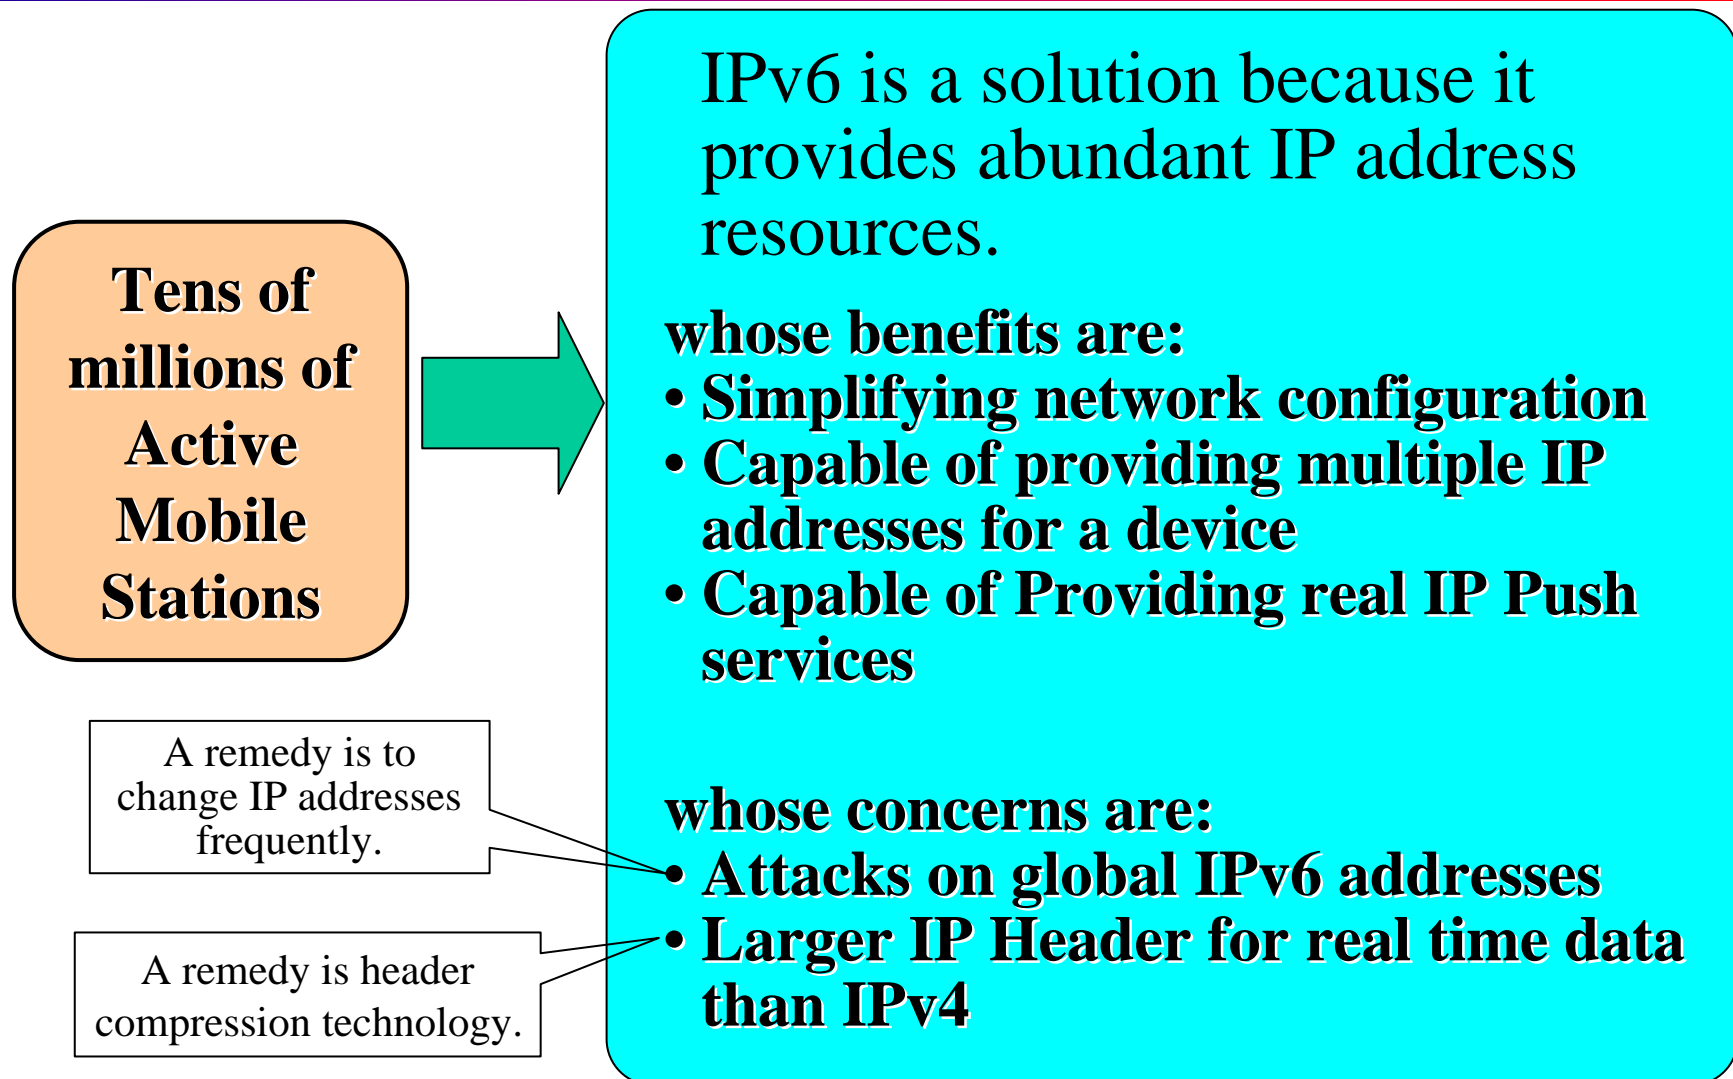 Tens of
millions of
Active
Mobile
Stations
IPv6 is a solution because it
provides abundant IP address
resources.
whose benefits are:
• Simplifying network configuration
• Capable of providing multiple IP
addresses for a device
• Capable of Providing real IP Push
services
whose concerns are:
• Attacks on global IPv6 addresses
• Larger IP Header for real time data
than IPv4
A remedy is to
change IP addresses
frequently.
A remedy is header
compression technology.